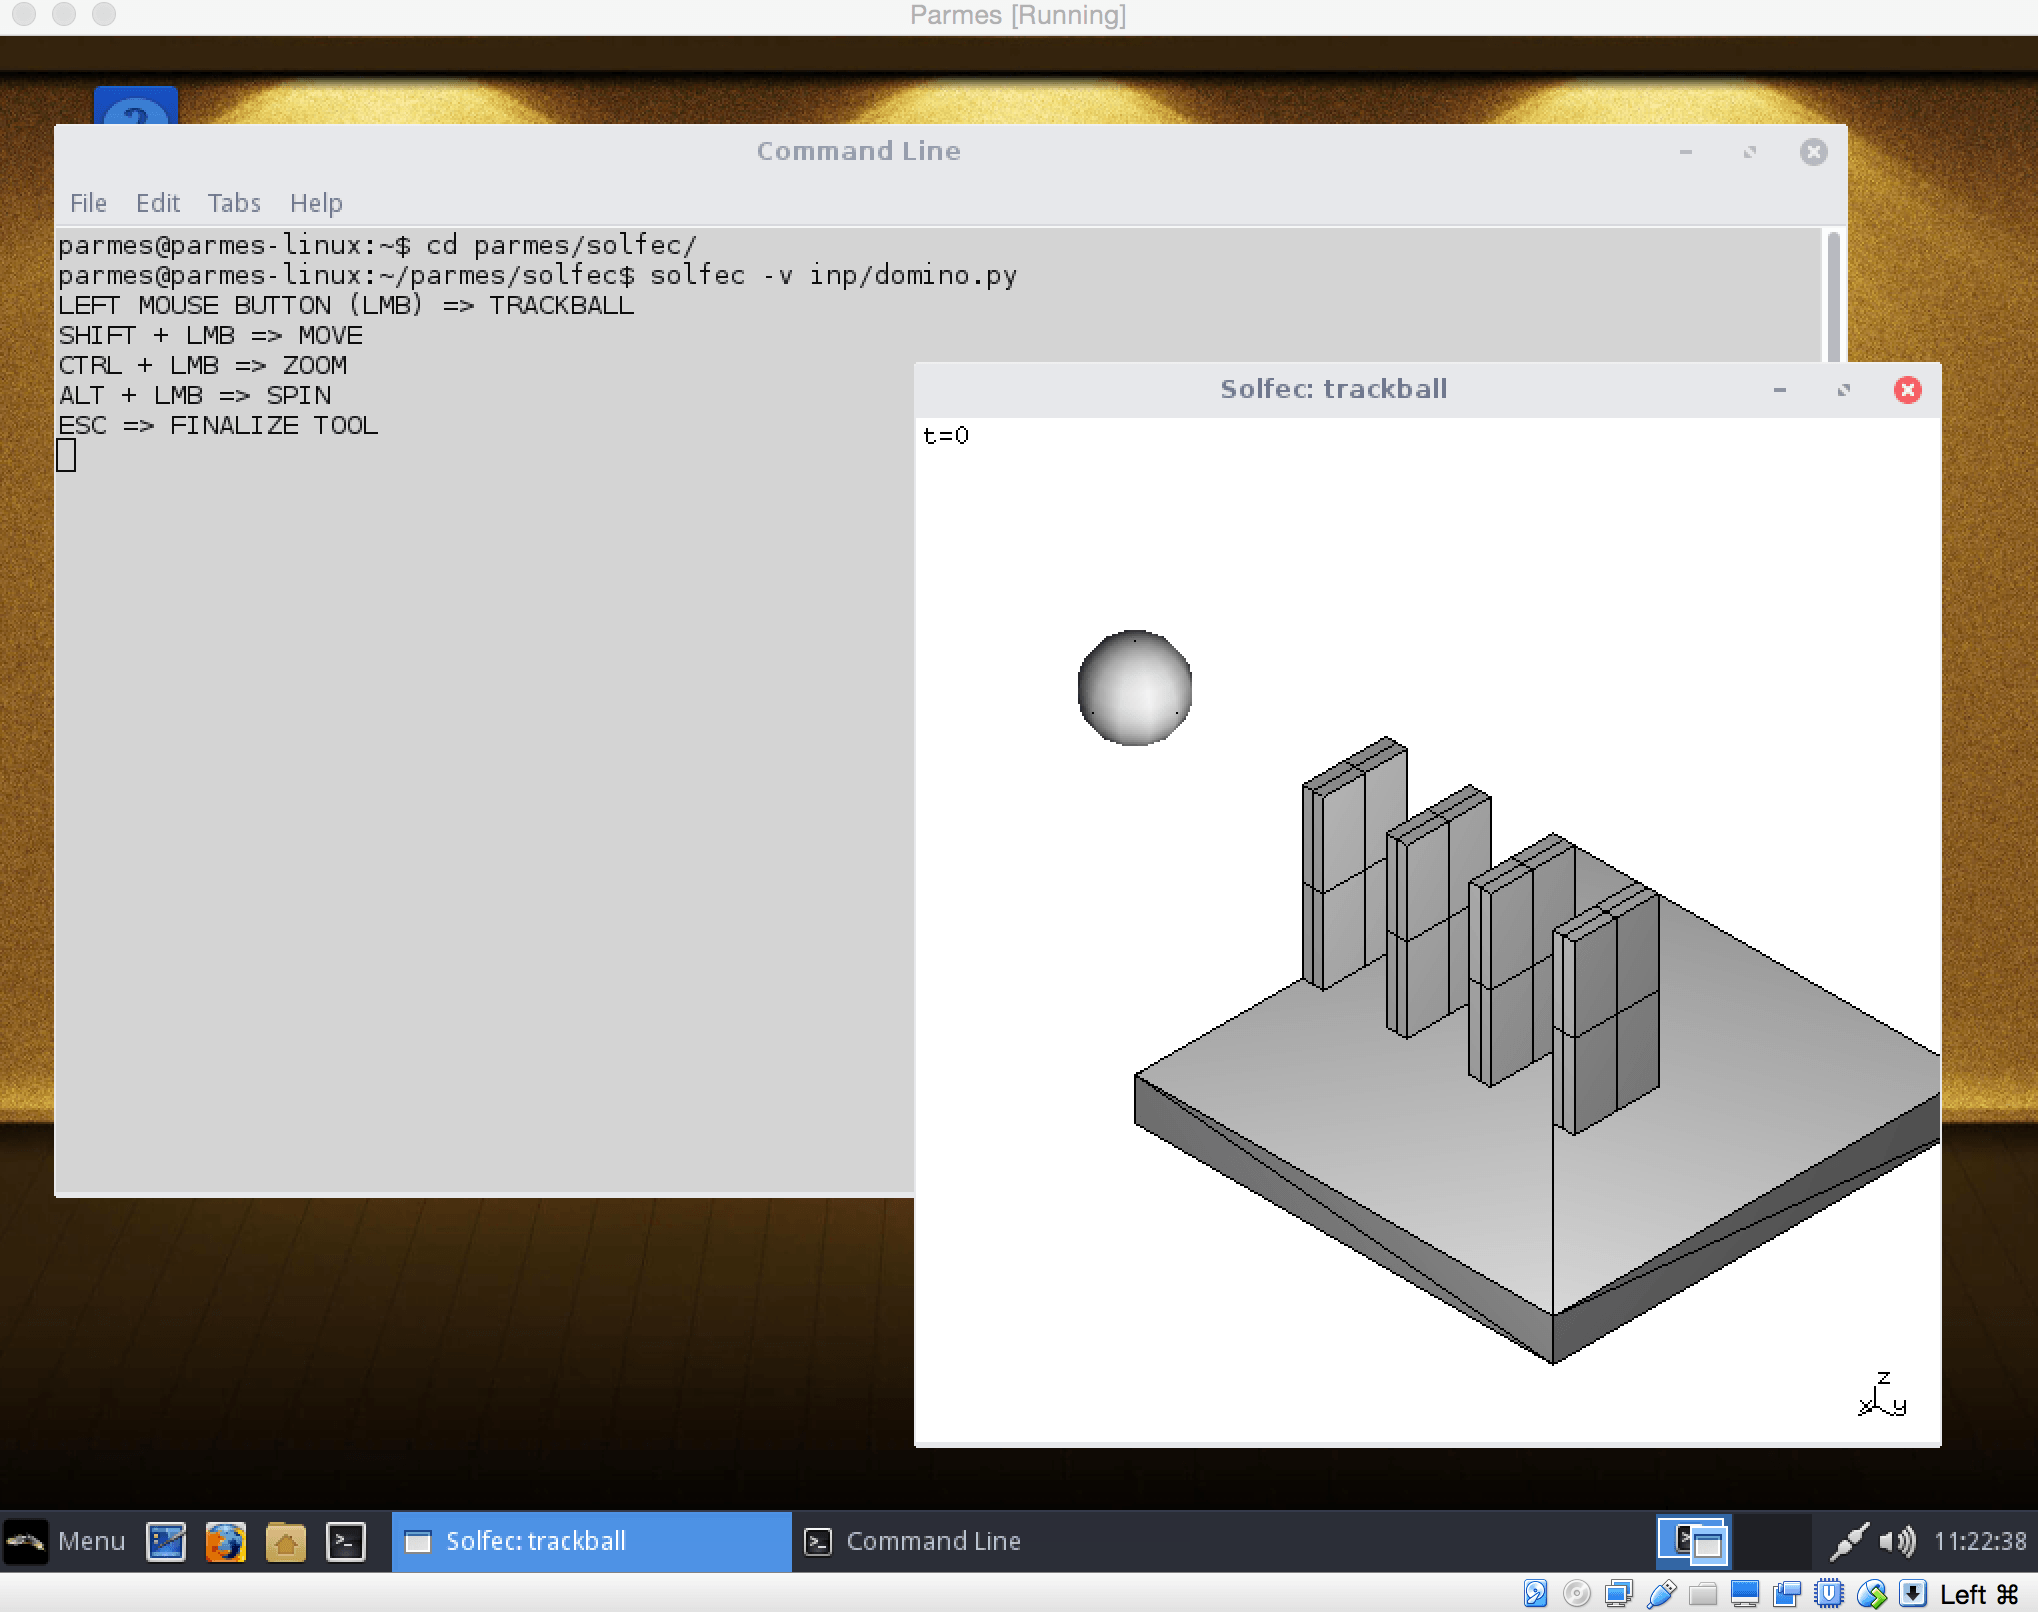 Parmes [Running]
Command Line
File Edit Tabs Help
parmes@parmes-linux:~$ cd parmes/solfec/
parmes@parmes-linux:~/parmes/solfec$ solfec -v inp/domino.py
LEFT MOUSE BUTTON (LMB) => TRACKBALL
SHIFT + LMB => MOVE
CTRL + LMB => ZOOM
ALT + LMB => SPIN
ESC => FINALIZE TOOL
Solfec: trackball
t=0
z
x y
Menu Solfec: trackball Command Line 11:22:38
Left ⌘